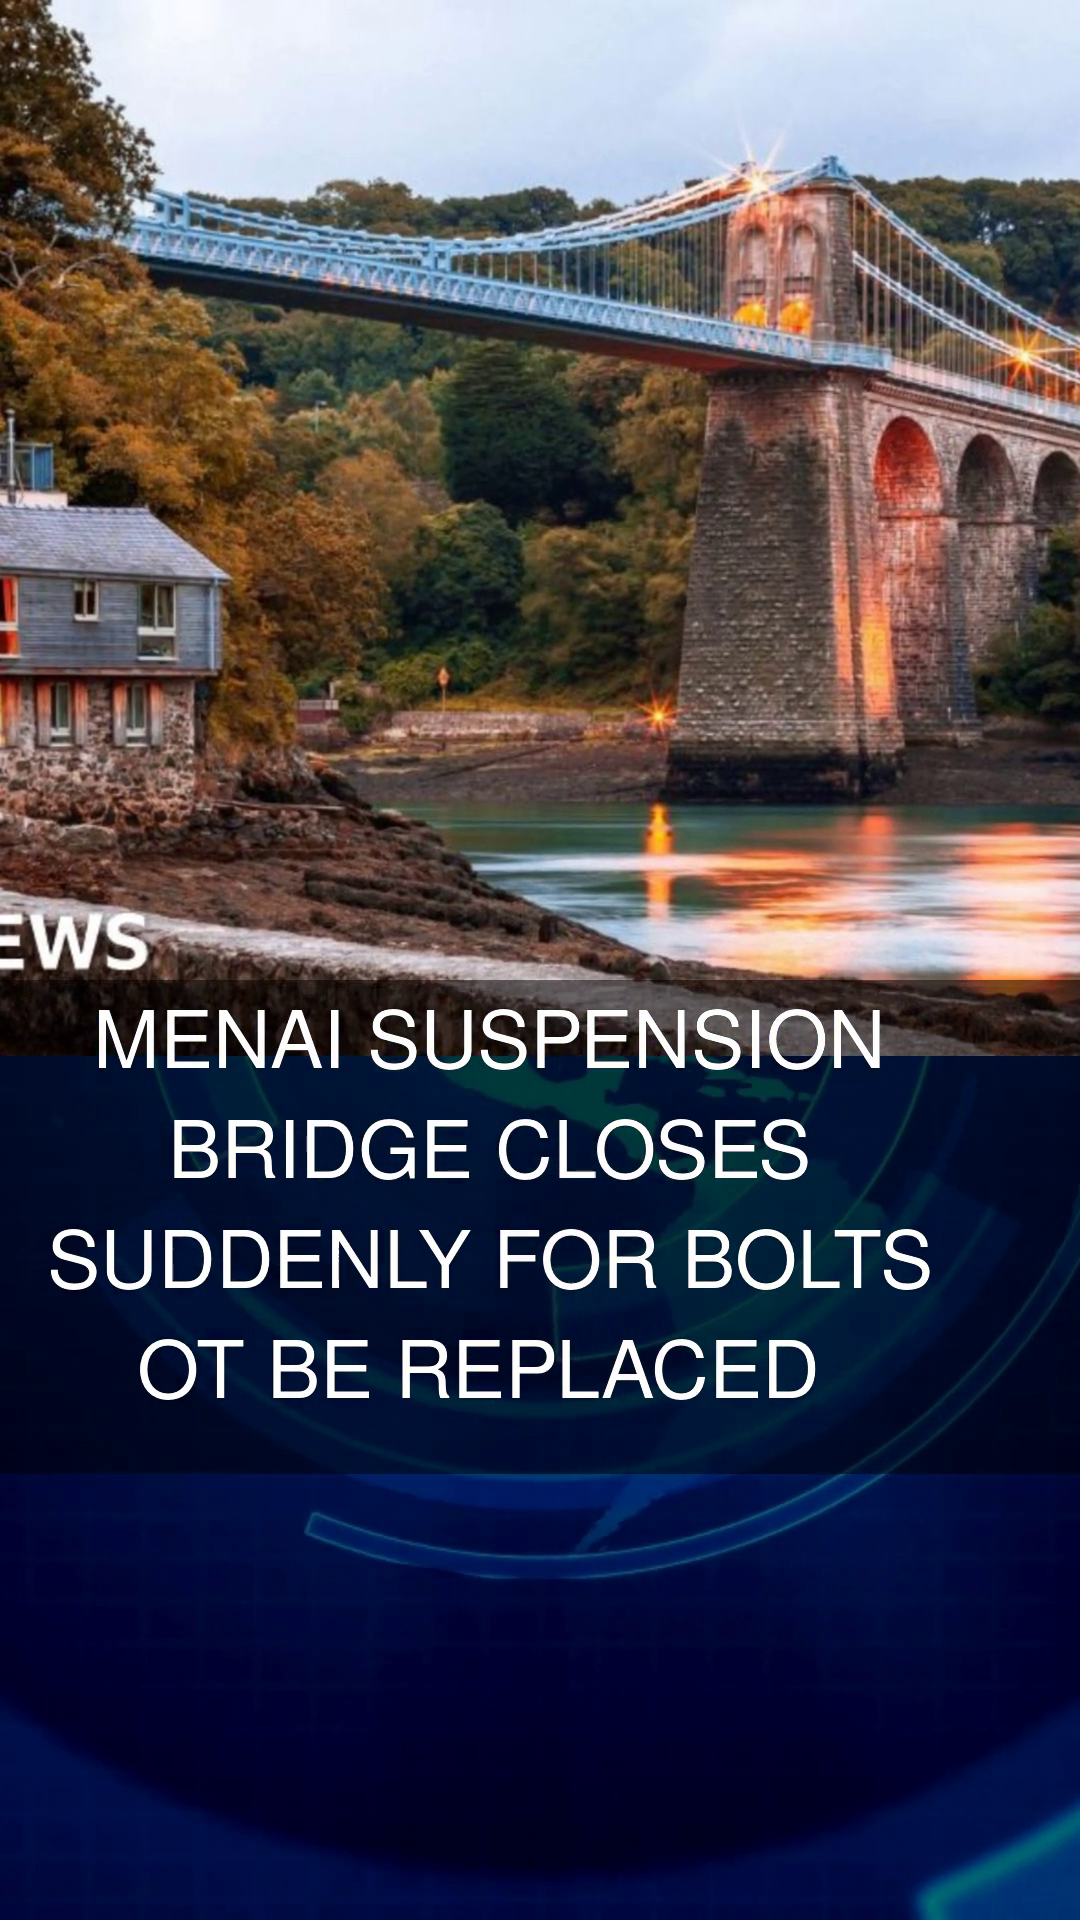 EWS
MENAI SUSPENSION
BRIDGE CLOSES
SUDDENLY FOR BOLTS
OT BE REPLACED